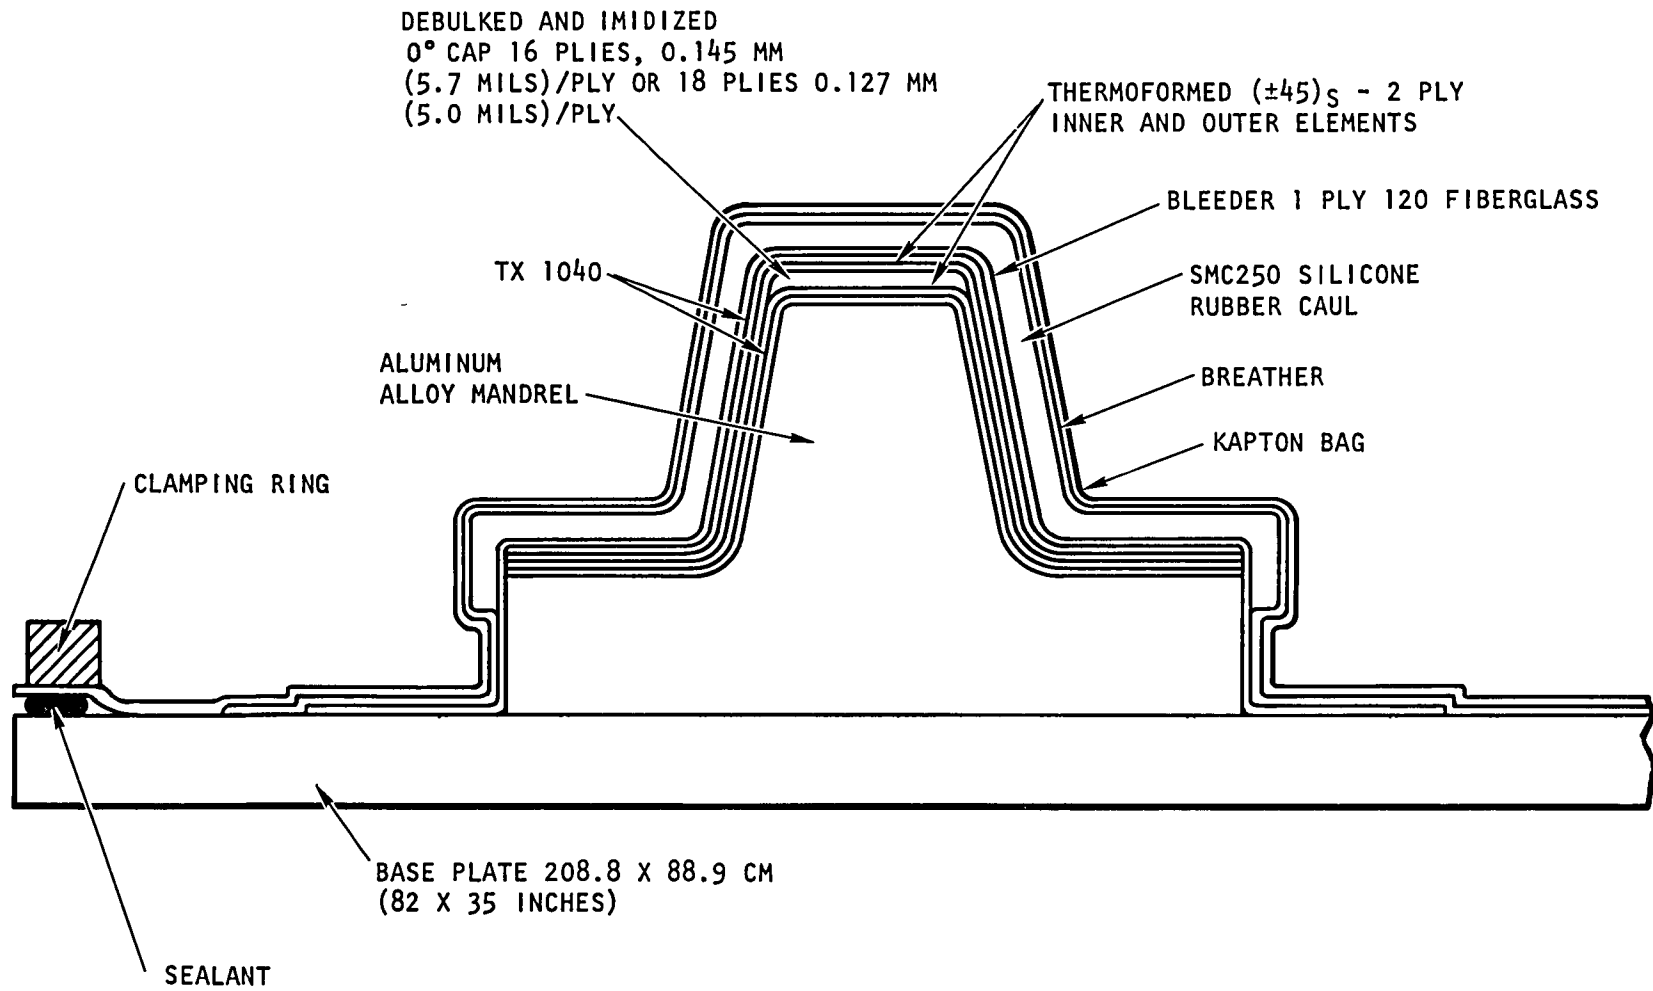 DEBULKED AND IMIDIZED
0° CAP 16 PLIES, 0.145 MM
(5.7 MILS)/PLY OR 18 PLIES 0.127 MM
(5.0 MILS)/PLY
THERMOFORMED (±45)S - 2 PLY
INNER AND OUTER ELEMENTS
BLEEDER 1 PLY 120 FIBERGLASS
TX 1040
SMC250 SILICONE
RUBBER CAUL
ALUMINUM
ALLOY MANDREL
BREATHER
KAPTON BAG
CLAMPING RING
BASE PLATE 208.8 X 88.9 CM
(82 X 35 INCHES)
SEALANT